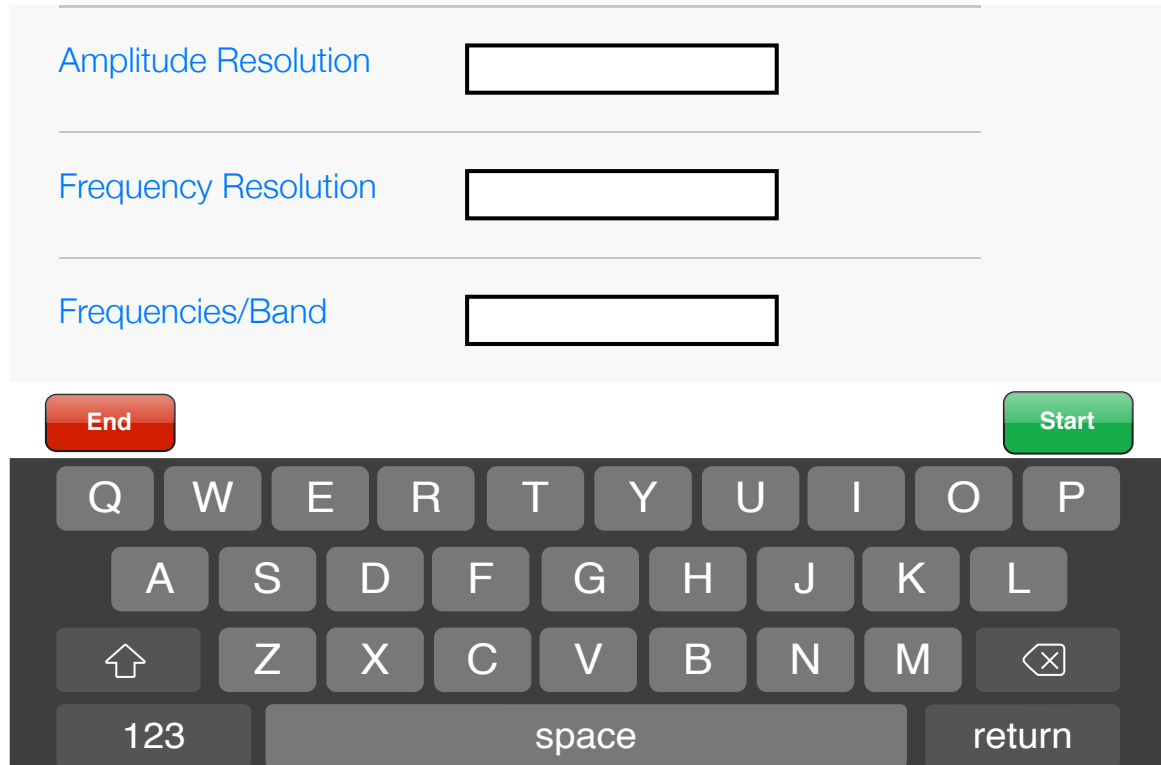 Amplitude Resolution
Frequency Resolution
Frequencies/Band
End Start
Q W E R T Y U I O P
A S D F G H J K L
Z X C V B N M
123 space return